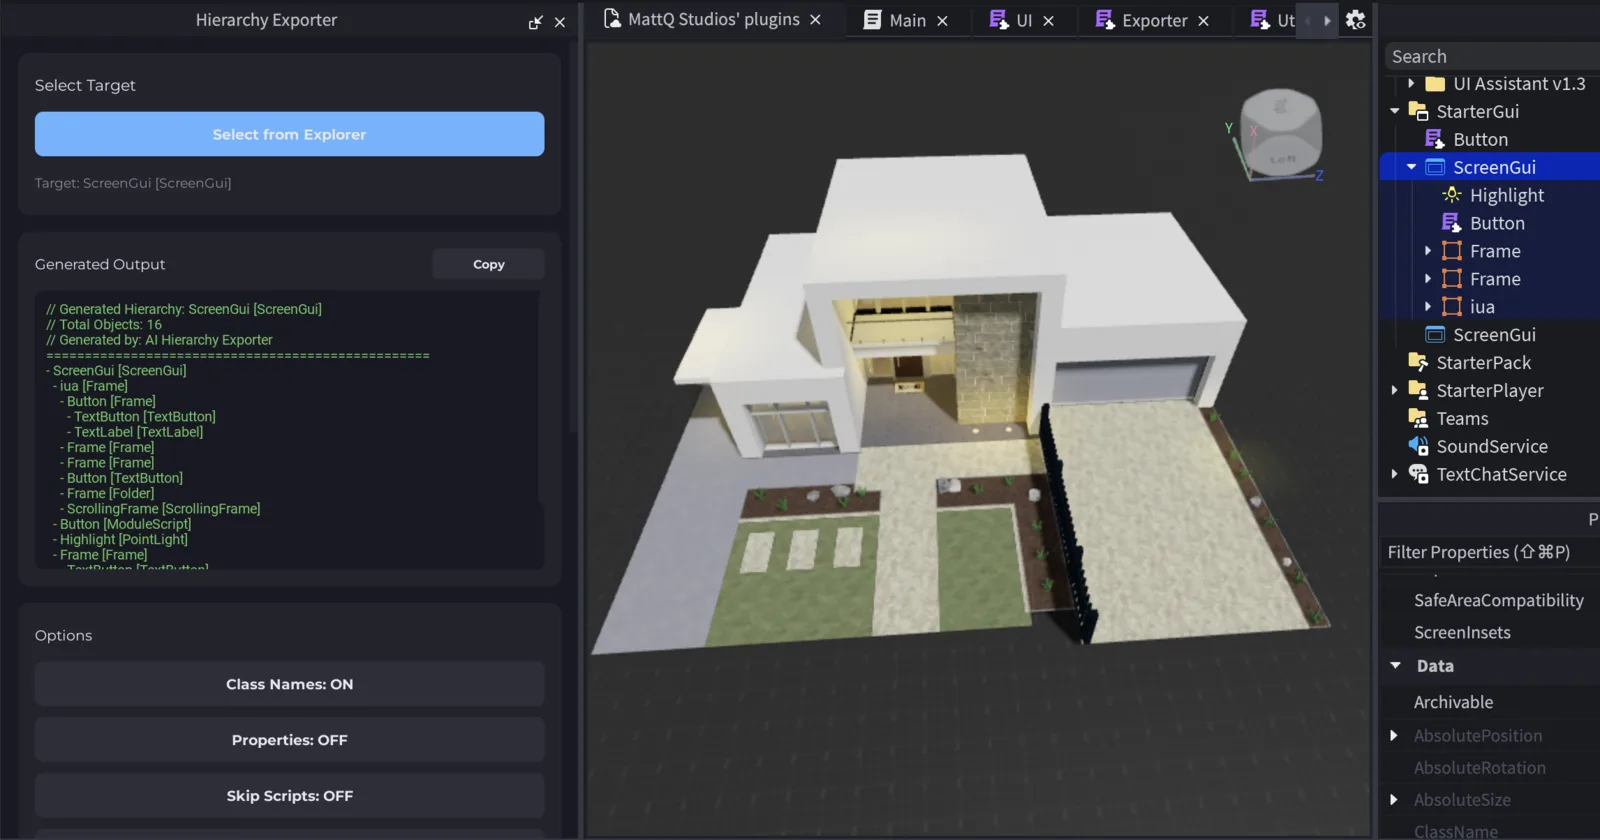 Hierarchy Exporter
Select Target
Select from Explorer
Target: ScreenGui [ScreenGui]
Generated Output
Copy
// Generated Hierarchy: ScreenGui [ScreenGui]
// Total Objects: 16
// Generated by: AI Hierarchy Exporter
==================================================
- ScreenGui [ScreenGui]
- iua [Frame]
- Button [Frame]
- TextButton [TextButton]
- TextLabel [TextLabel]
- Frame [Frame]
- Frame [Frame]
- Button [TextButton]
- Frame [Folder]
- ScrollingFrame [ScrollingFrame]
- Button [ModuleScript]
- Highlight [PointLight]
- Frame [Frame]
- TextButton [TextButton]
Options
Class Names: ON
Properties: OFF
Skip Scripts: OFF
MattQ Studios' plugins
Main
UI
Exporter
Ut
Y
X
Z
Left
Search
UI Assistant v1.3
StarterGui
Button
ScreenGui
Highlight
Button
Frame
Frame
iua
ScreenGui
StarterPack
StarterPlayer
Teams
SoundService
TextChatService
P
Filter Properties (⇧⌘P)
SafeAreaCompatibility
ScreenInsets
Data
Archivable
AbsolutePosition
AbsoluteRotation
AbsoluteSize
ClassName